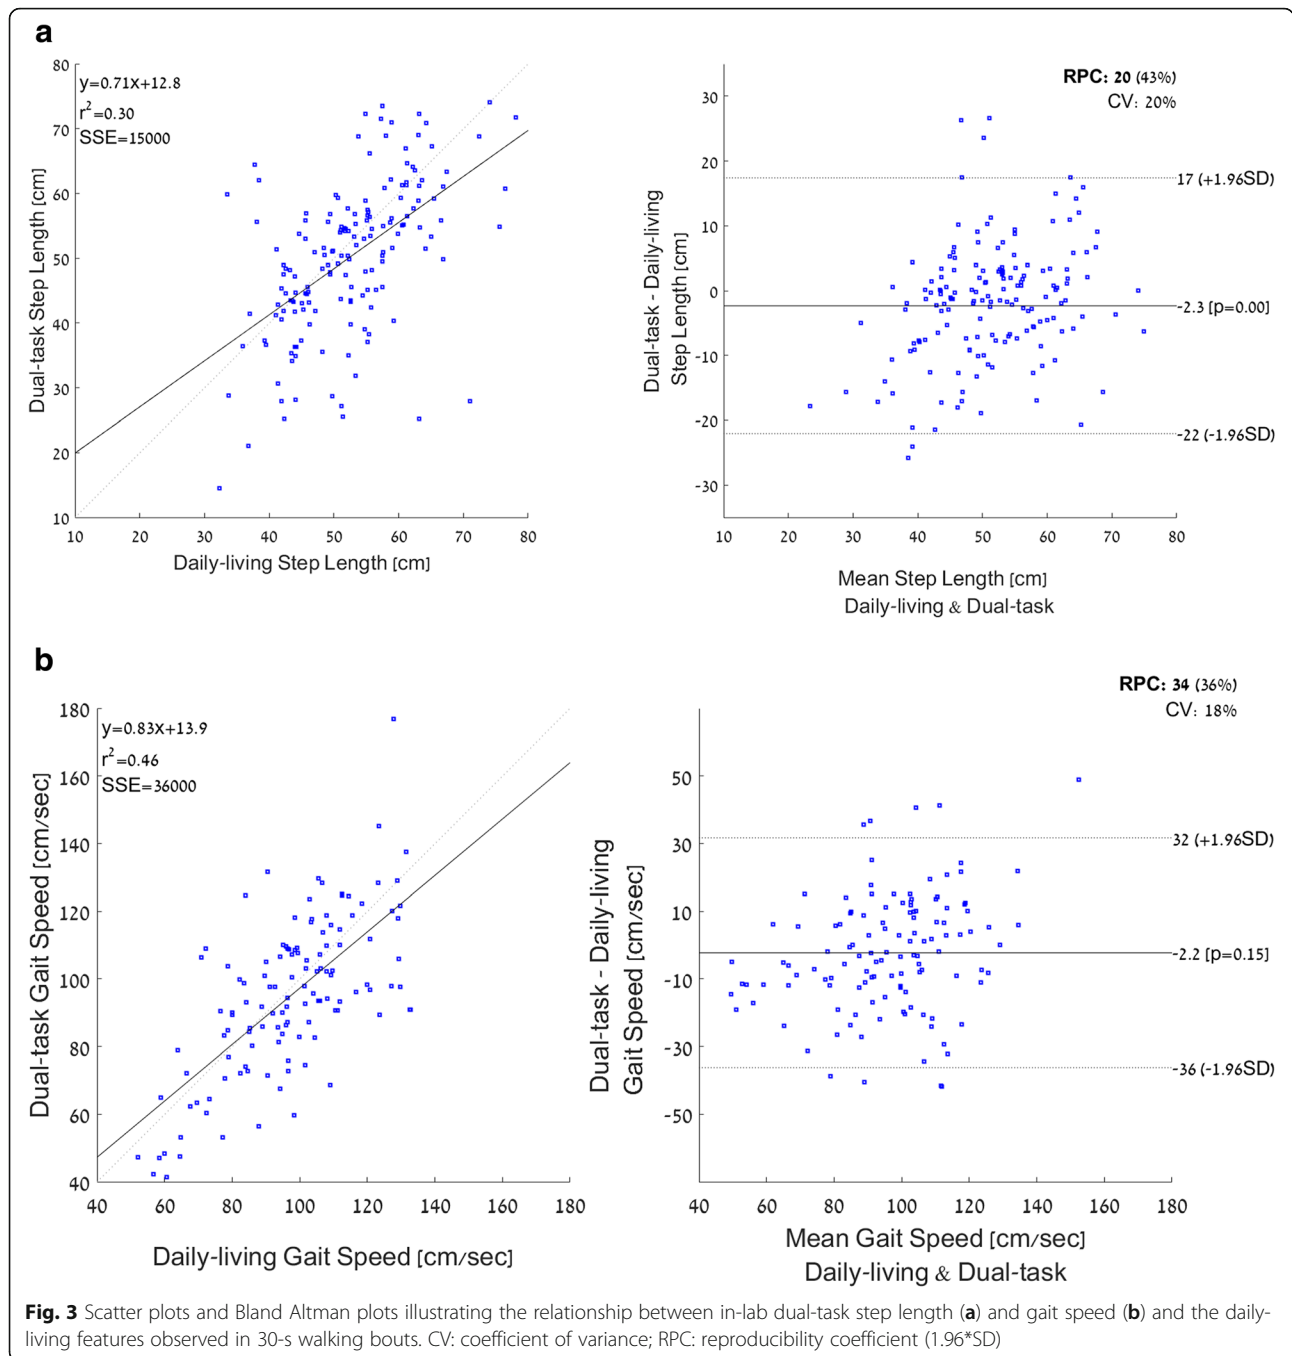 a
y=0.71x+12.8
r2=0.30
SSE=15000
80
70
60
50
40
30
20
10
Dual-task Step Length [cm]
10 20 30 40 50 60 70 80
Daily-living Step Length [cm]
RPC: 20 (43%)
CV: 20%
30
20
10
0
-10
-20
-30
Dual-task - Daily-living
Step Length [cm]
17 (+1.96SD)
-2.3 [p=0.00]
-22 (-1.96SD)
10 20 30 40 50 60 70 80
Mean Step Length [cm]
Daily-living & Dual-task
b
y=0.83x+13.9
r2=0.46
SSE=36000
180
160
140
120
100
80
60
40
Dual-task Gait Speed [cm/sec]
40 60 80 100 120 140 160 180
Daily-living Gait Speed [cm/sec]
RPC: 34 (36%)
CV: 18%
50
30
10
-10
-30
-50
Dual-task - Daily-living
Gait Speed [cm/sec]
32 (+1.96SD)
-2.2 [p=0.15]
-36 (-1.96SD)
40 60 80 100 120 140 160 180
Mean Gait Speed [cm/sec]
Daily-living & Dual-task
Fig. 3 Scatter plots and Bland Altman plots illustrating the relationship between in-lab dual-task step length (a) and gait speed (b) and the daily-
living features observed in 30-s walking bouts. CV: coefficient of variance; RPC: reproducibility coefficient (1.96*SD)